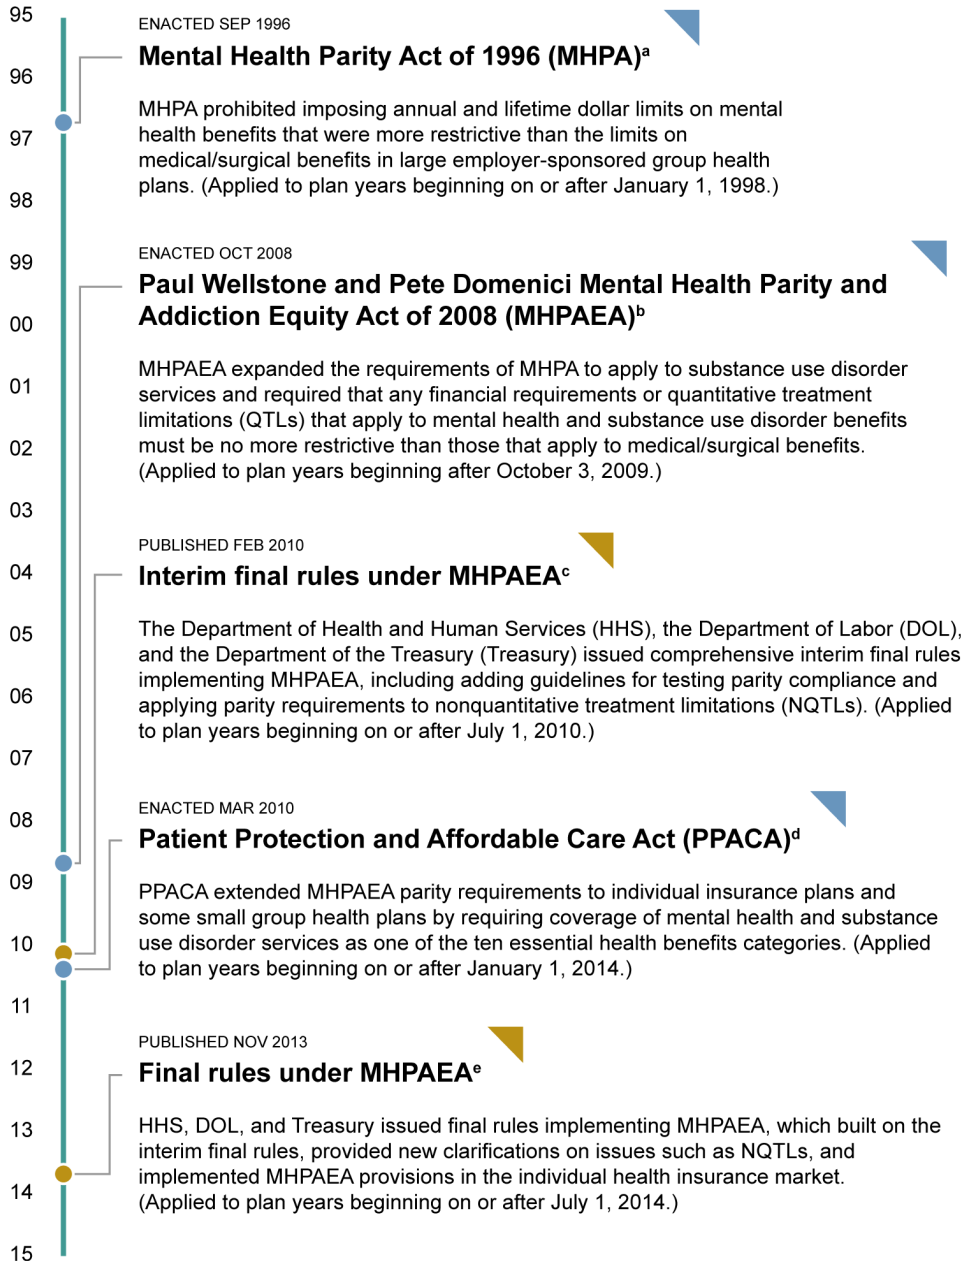 95
ENACTED SEP 1996
Mental Health Parity Act of 1996 (MHPA)a
96
MHPA prohibited imposing annual and lifetime dollar limits on mental
97
health benefits that were more restrictive than the limits on
medical/surgical benefits in large employer-sponsored group health
plans. (Applied to plan years beginning on or after January 1, 1998.)
98
ENACTED OCT 2008
99
Paul Wellstone and Pete Domenici Mental Health Parity and
Addiction Equity Act of 2008 (MHPAEA)b
00
MHPAEA expanded the requirements of MHPA to apply to substance use disorder
01
services and required that any financial requirements or quantitative treatment
limitations (QTLs) that apply to mental health and substance use disorder benefits
must be no more restrictive than those that apply to medical/surgical benefits.
02
(Applied to plan years beginning after October 3, 2009.)
03
PUBLISHED FEB 2010
04
Interim final rules under MHPAEAc
The Department of Health and Human Services (HHS), the Department of Labor (DOL),
05
and the Department of the Treasury (Treasury) issued comprehensive interim final rules
implementing MHPAEA, including adding guidelines for testing parity compliance and
06
applying parity requirements to nonquantitative treatment limitations (NQTLs). (Applied
to plan years beginning on or after July 1, 2010.)
07
ENACTED MAR 2010
08
Patient Protection and Affordable Care Act (PPACA)d
09
PPACA extended MHPAEA parity requirements to individual insurance plans and
some small group health plans by requiring coverage of mental health and substance
10
use disorder services as one of the ten essential health benefits categories. (Applied
to plan years beginning on or after January 1, 2014.)
11
PUBLISHED NOV 2013
12
Final rules under MHPAEAe
13
HHS, DOL, and Treasury issued final rules implementing MHPAEA, which built on the
interim final rules, provided new clarifications on issues such as NQTLs, and
implemented MHPAEA provisions in the individual health insurance market.
14
(Applied to plan years beginning on or after July 1, 2014.)
15